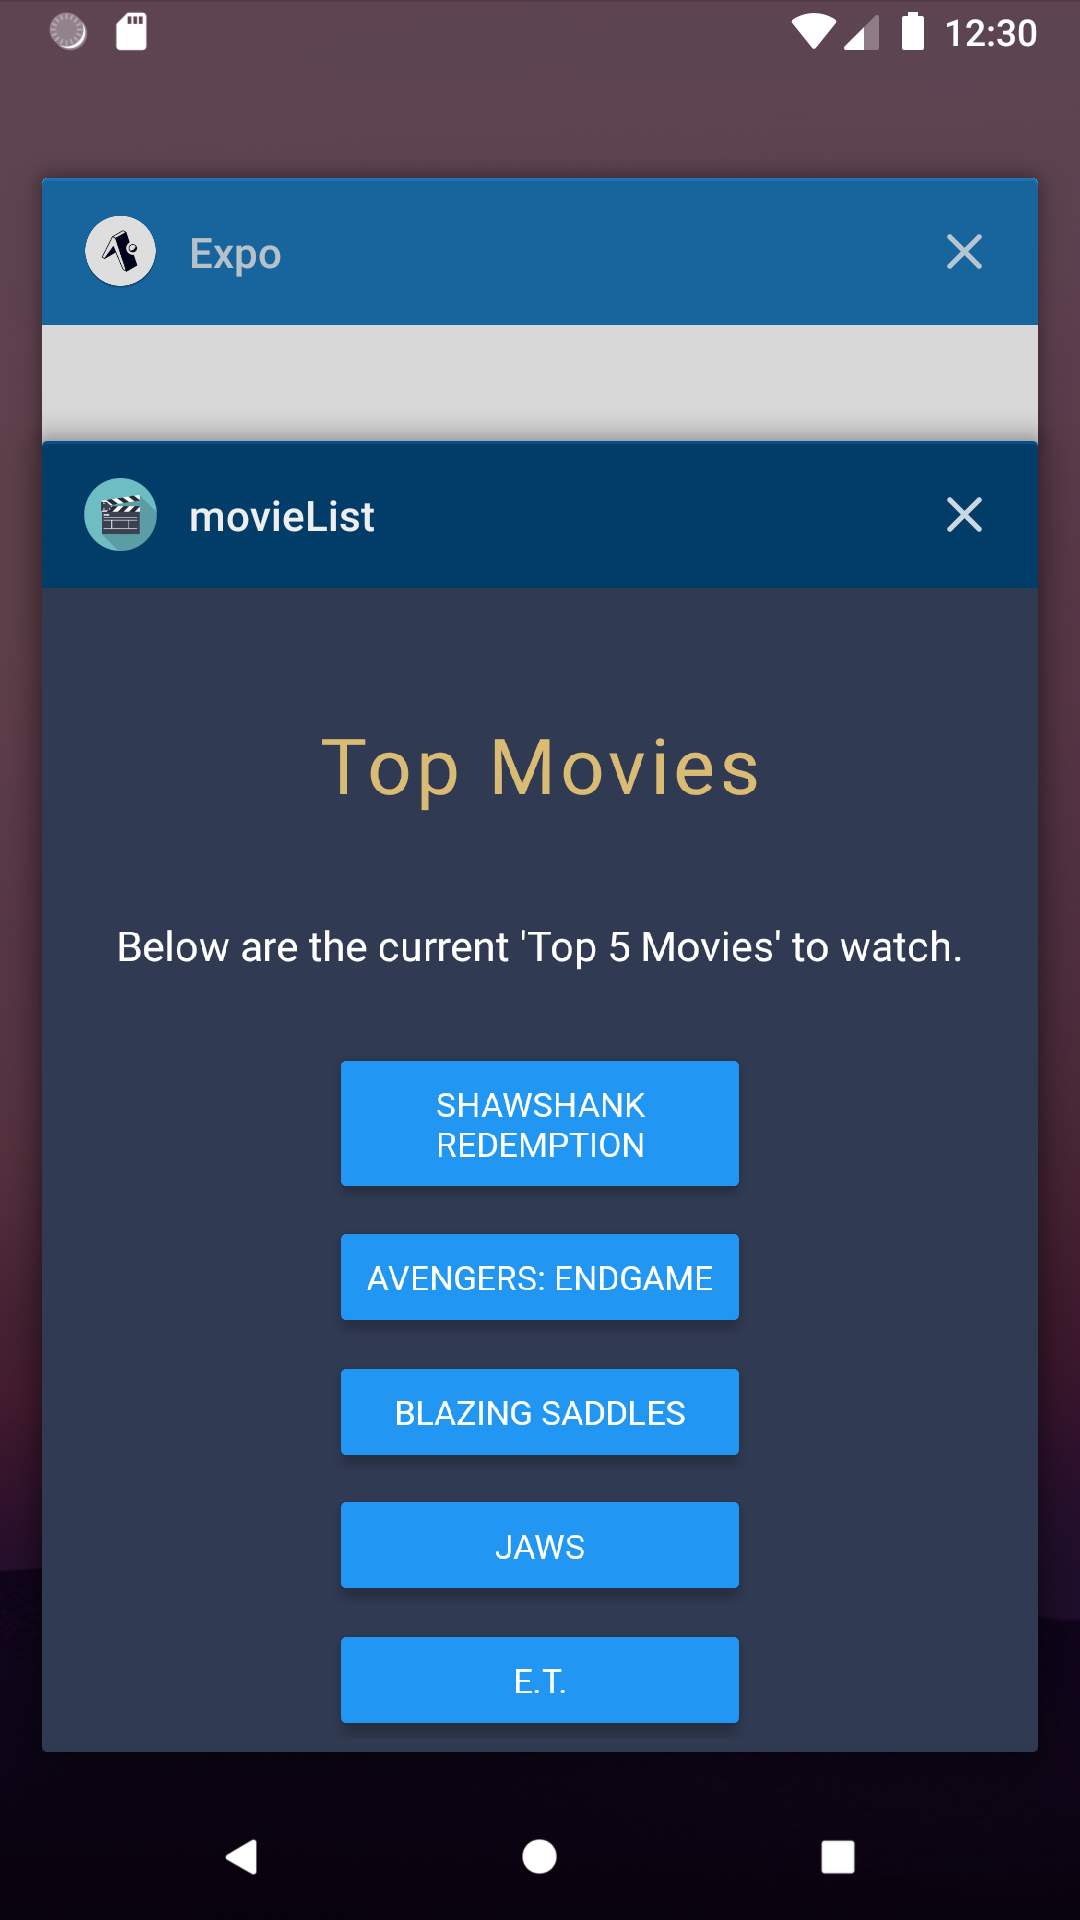 12:30
Expo
movieList
Top Movies
Below are the current 'Top 5 Movies' to watch.
SHAWSHANK
REDEMPTION
AVENGERS: ENDGAME
BLAZING SADDLES
JAWS
E.T.